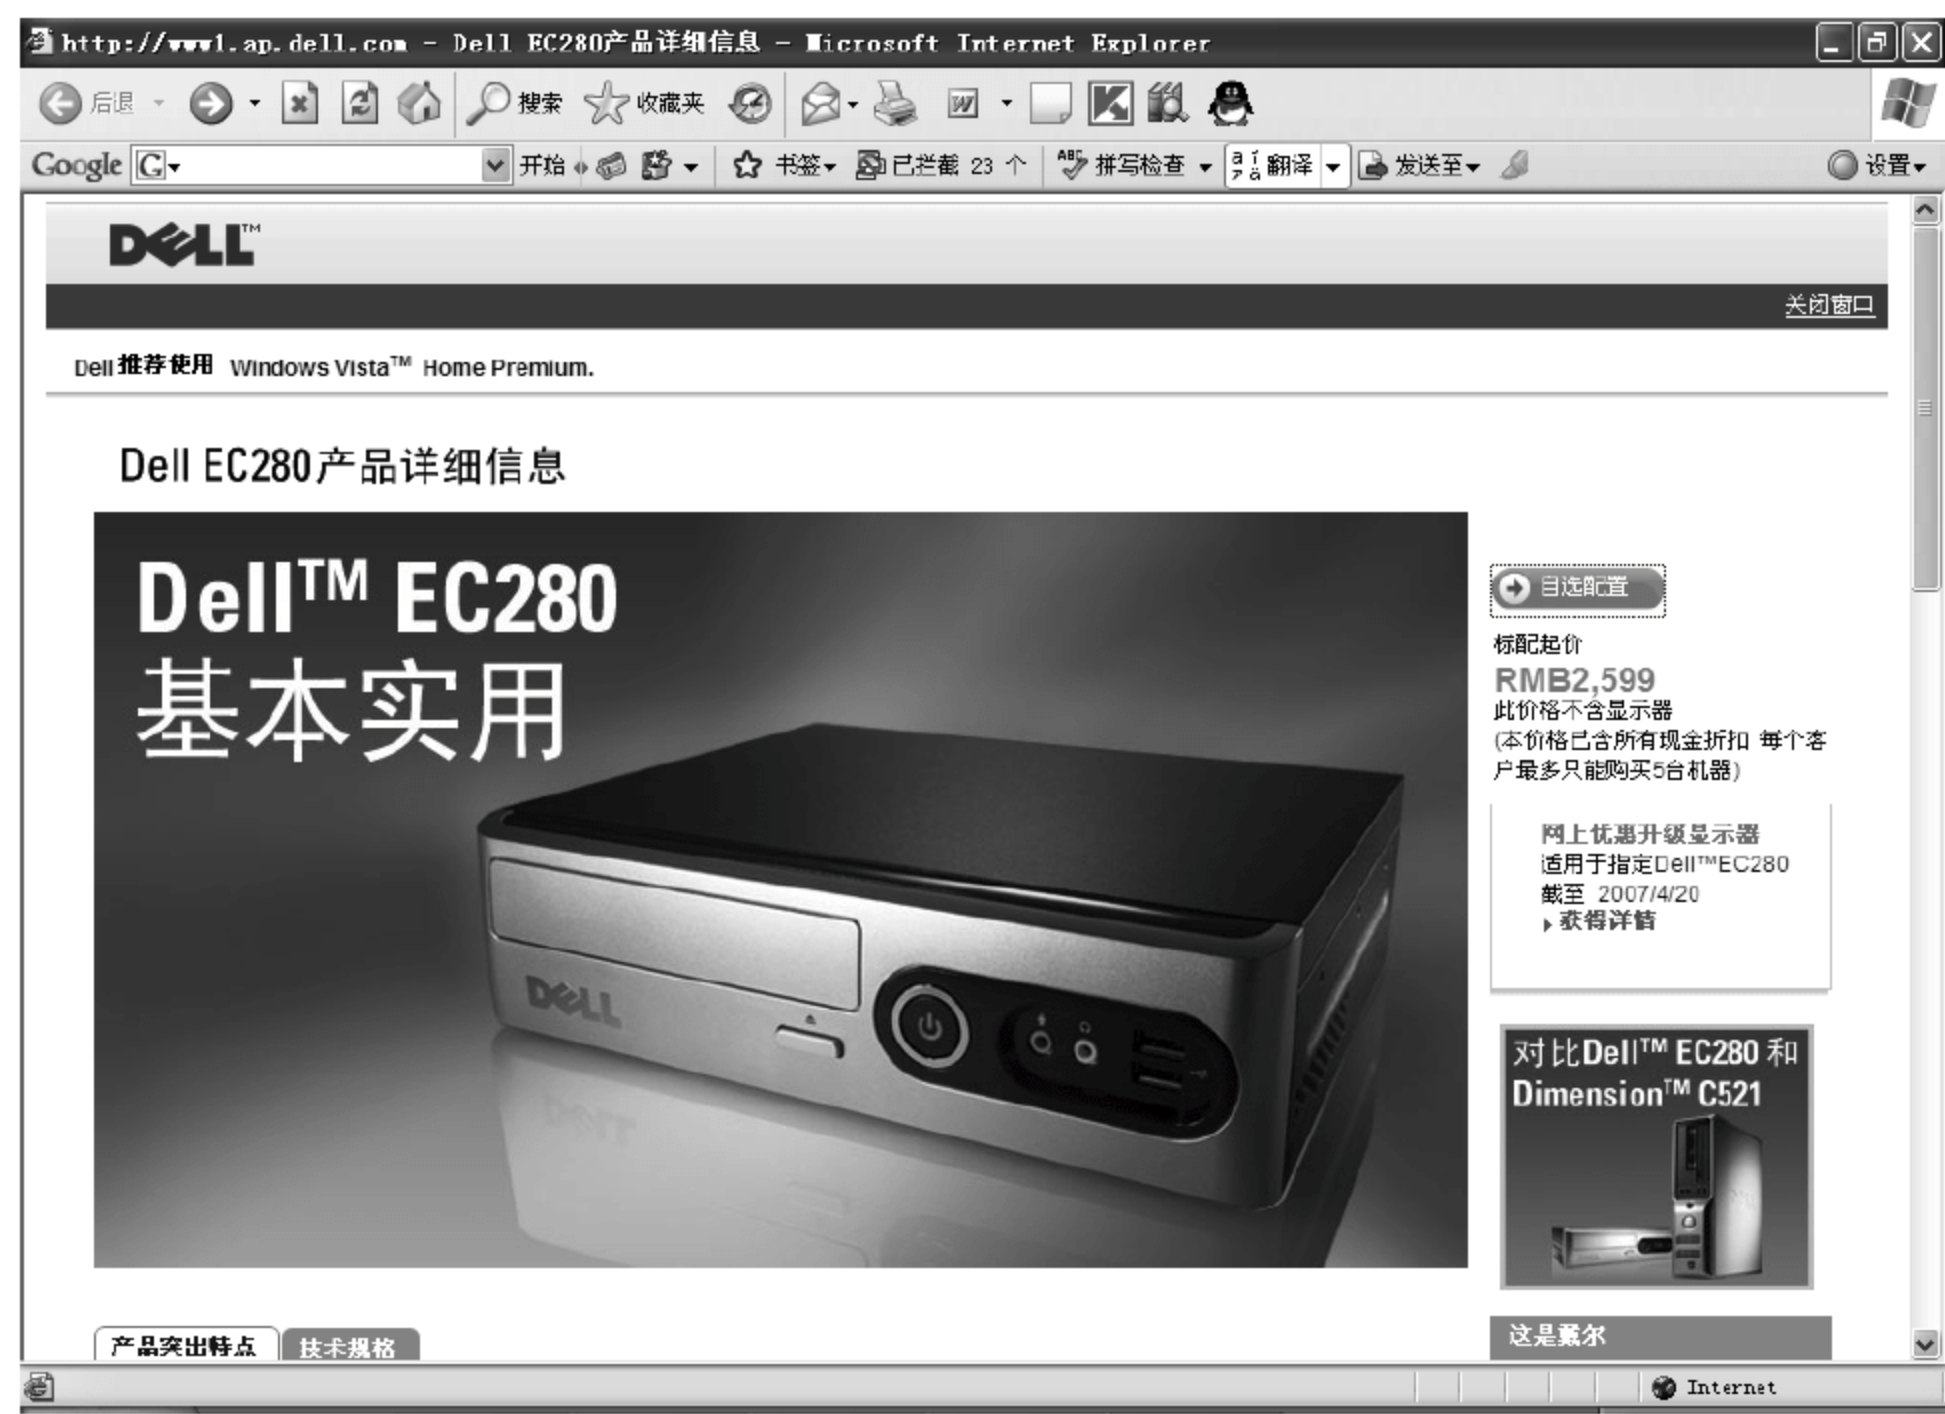 http://www1.ap.dell.com - Dell EC280产品详细信息 - Microsoft Internet Explorer
后退 搜索 收藏夹
Google G 开始 书签 已拦截 23 个 ABC 拼写检查 翻译 发送至 设置
DELL™
关闭窗口
Dell 推荐使用 Windows Vista™ Home Premium.
Dell EC280产品详细信息
Dell™ EC280
基本实用
自选配置
标配起价
RMB2,599
此价格不含显示器
(本价格已含所有现金折扣 每个客
户最多只能购买5台机器)
网上优惠升级显示器
适用于指定Dell™EC280
截至 2007/4/20
获得详情
DELL
对比Dell™ EC280 和
Dimension™ C521
产品突出特点 技术规格
这是戴尔
Internet